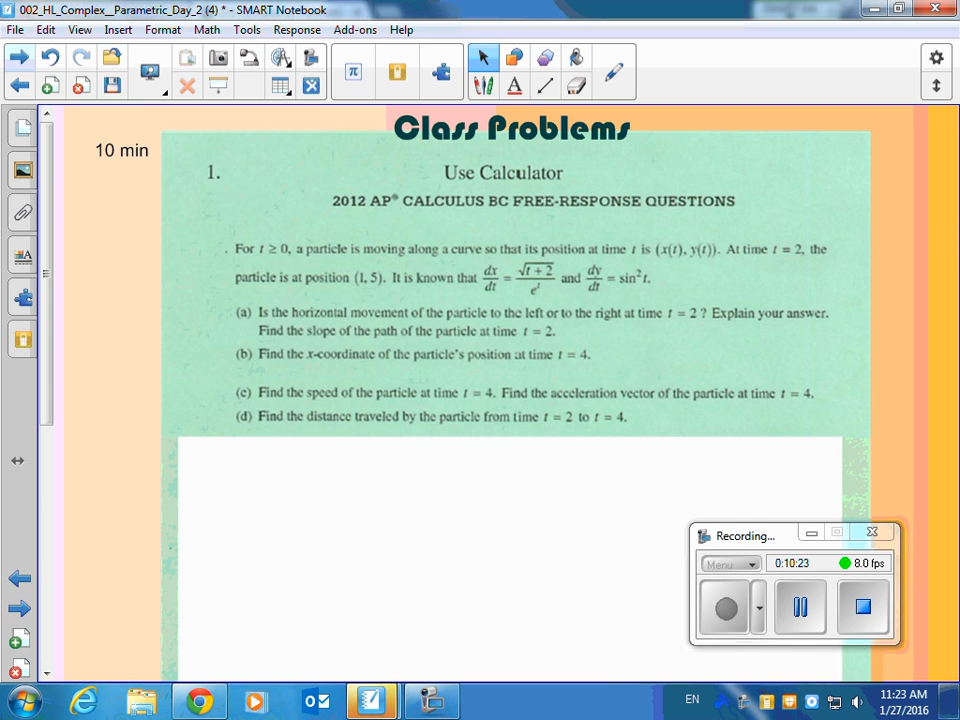 002_HL_Complex__Parametric_Day_2 (4) * - SMART Notebook
File Edit View Insert Format Math Tools Response Add-ons Help
Class Problems
10 min
1. Use Calculator
2012 AP® CALCULUS BC FREE-RESPONSE QUESTIONS
For t ≥ 0, a particle is moving along a curve so that its position at time t is (x(t), y(t)). At time t = 2, the
particle is at position (1, 5). It is known that dx/dt = √(t + 2)/e^t and dy/dt = sin²t.
(a) Is the horizontal movement of the particle to the left or to the right at time t = 2? Explain your answer.
Find the slope of the path of the particle at time t = 2.
(b) Find the x-coordinate of the particle's position at time t = 4.
(c) Find the speed of the particle at time t = 4. Find the acceleration vector of the particle at time t = 4.
(d) Find the distance traveled by the particle from time t = 2 to t = 4.
Recording...
Menu 0:10:23 8.0 fps
EN 11:23 AM
1/27/2016